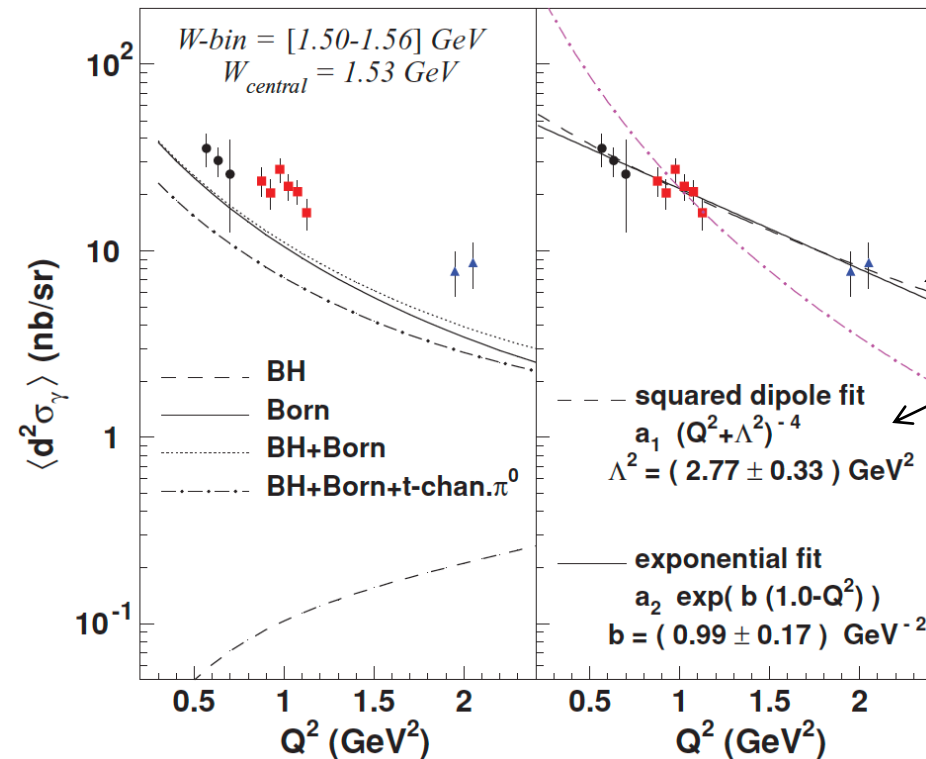 W-bin = [1.50-1.56] GeV
W_central = 1.53 GeV
⟨d²σ_γ⟩ (nb/sr)
10²
10
1
10⁻¹
BH
Born
BH+Born
BH+Born+t-chan.π⁰
0.5 1 1.5 2
Q² (GeV²)
squared dipole fit
a₁ (Q²+Λ²)⁻⁴
Λ² = ( 2.77 ± 0.33 ) GeV²
exponential fit
a₂ exp( b (1.0-Q²) )
b = ( 0.99 ± 0.17 ) GeV⁻²
0.5 1 1.5 2
Q² (GeV²)